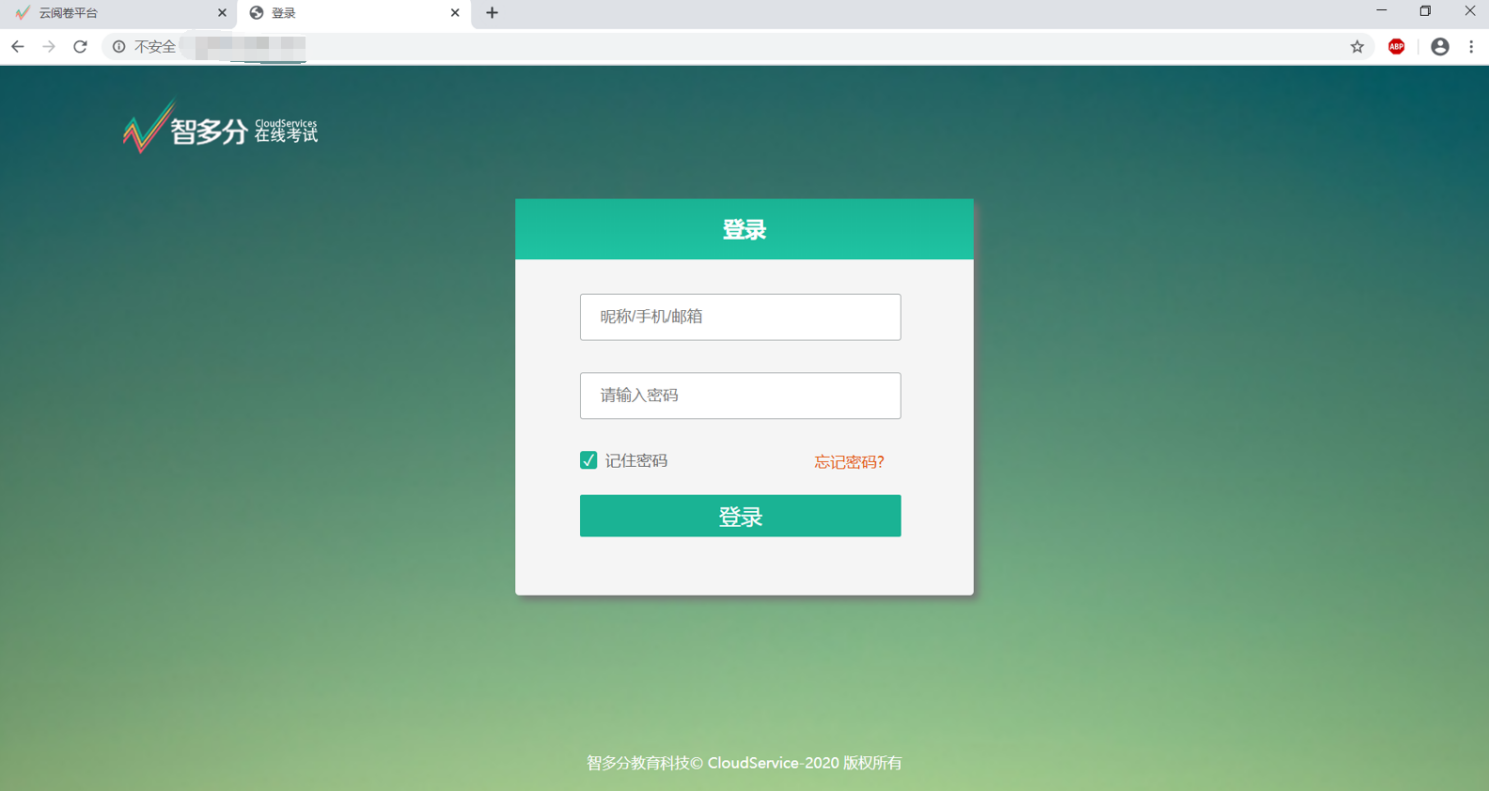 云阅卷平台
登录
不安全
ABP
智多分 CloudServices
在线考试
登录
昵称/手机/邮箱
请输入密码
记住密码 忘记密码?
登录
智多分教育科技© CloudService-2020 版权所有